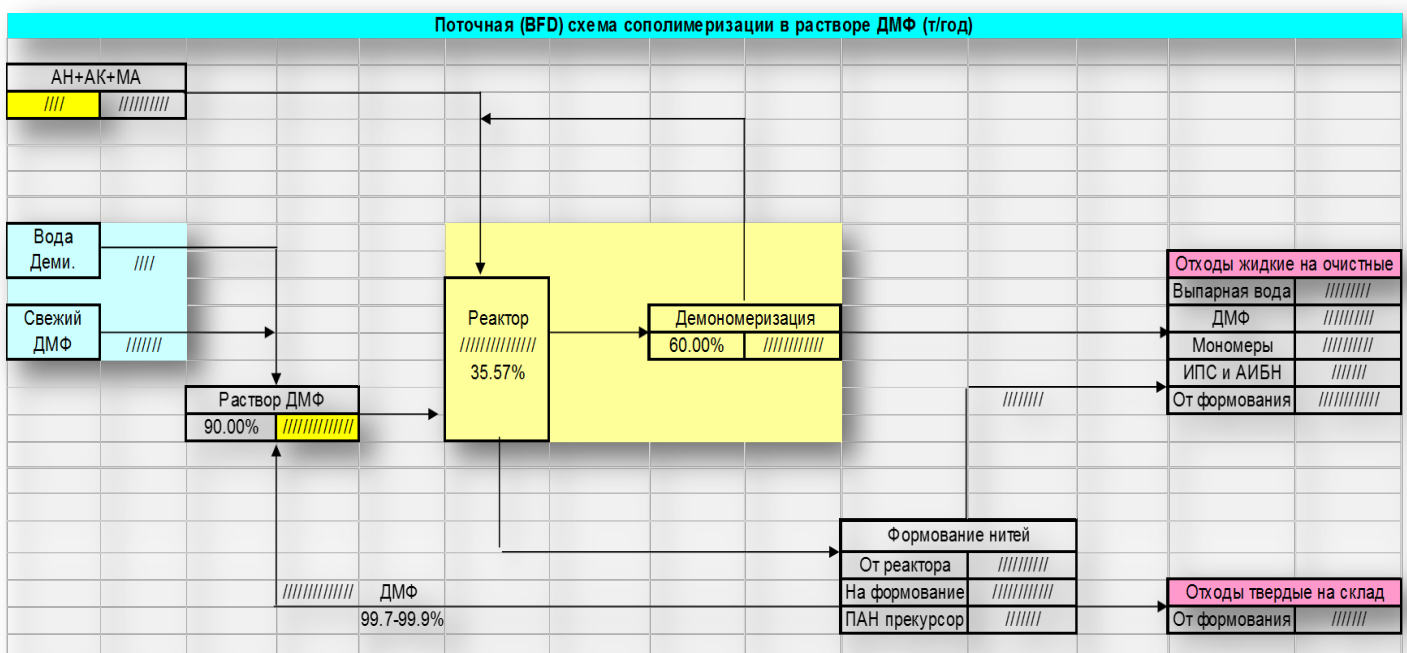 Поточная (BFD) схема сополимеризации в растворе ДМФ (т/год)
АН+АК+МА
//// //////////
Вода
Деми. ////
Свежий
ДМФ ///////
Раствор ДМФ
90.00% //////////////
Реактор
///////////////
35.57%
Демономеризация
60.00% ////////////
Отходы жидкие на очистные
Выпарная вода /////////
ДМФ //////////
Мономеры //////////
ИПС и АИБН ///////
От формования ////////////
////////
Формование нитей
От реактора //////////
На формование ////////////
ПАН прекурсор ///////
////////////// ДМФ
99.7-99.9%
Отходы твердые на склад
От формования ///////